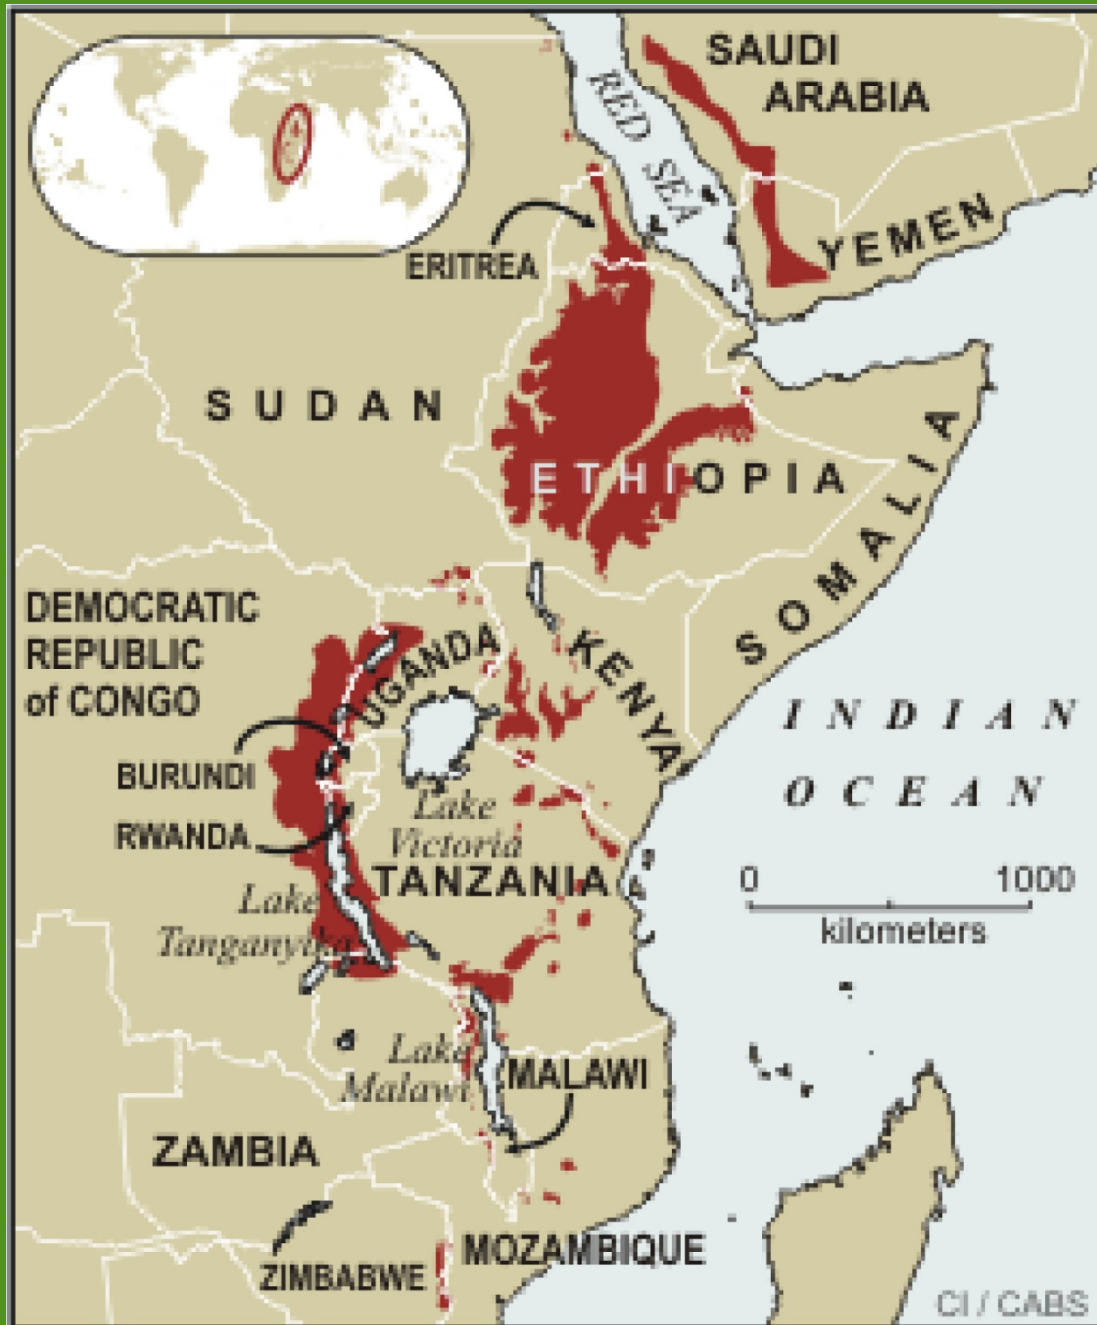 SAUDI
ARABIA
RED SEA
YEMEN
ERITREA
SUDAN
ETHIOPIA
SOMALIA
DEMOCRATIC
REPUBLIC
of CONGO
UGANDA
KENYA
INDIAN
OCEAN
BURUNDI
RWANDA
Lake
Victoria
TANZANIA
0 1000
kilometers
Lake
Tanganyika
Lake
Malawi
MALAWI
ZAMBIA
MOZAMBIQUE
ZIMBABWE
CI / CABS